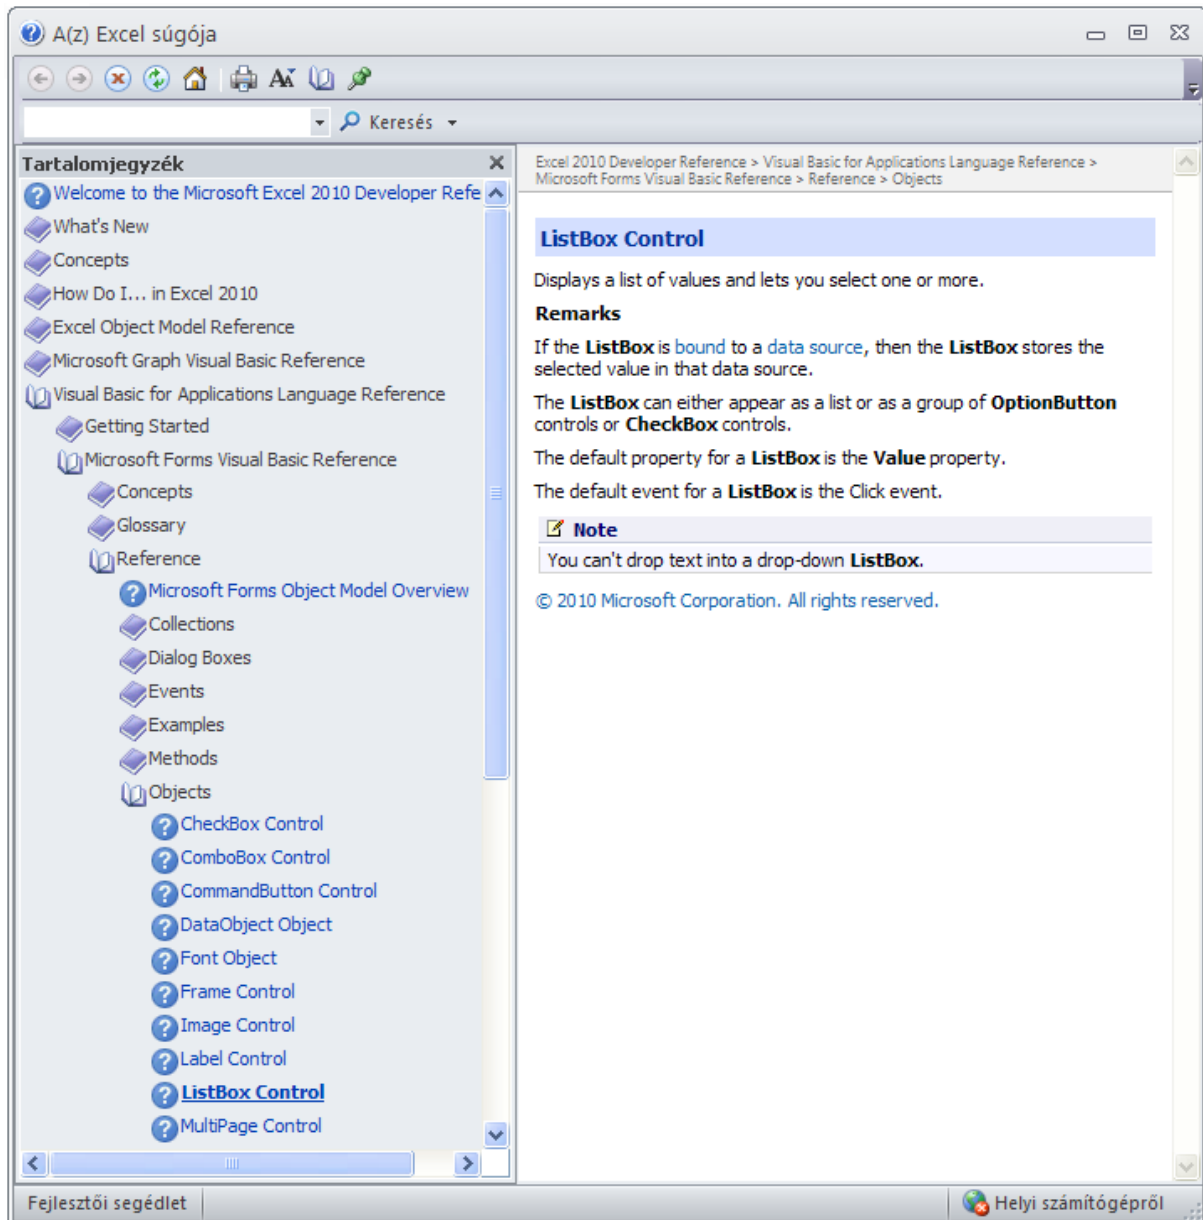 A(z) Excel súgója
Keresés
Tartalomjegyzék
Welcome to the Microsoft Excel 2010 Developer Refe
What's New
Concepts
How Do I... in Excel 2010
Excel Object Model Reference
Microsoft Graph Visual Basic Reference
Visual Basic for Applications Language Reference
Getting Started
Microsoft Forms Visual Basic Reference
Concepts
Glossary
Reference
Microsoft Forms Object Model Overview
Collections
Dialog Boxes
Events
Examples
Methods
Objects
CheckBox Control
ComboBox Control
CommandButton Control
DataObject Object
Font Object
Frame Control
Image Control
Label Control
ListBox Control
MultiPage Control
Excel 2010 Developer Reference > Visual Basic for Applications Language Reference >
Microsoft Forms Visual Basic Reference > Reference > Objects
ListBox Control
Displays a list of values and lets you select one or more.
Remarks
If the ListBox is bound to a data source, then the ListBox stores the
selected value in that data source.
The ListBox can either appear as a list or as a group of OptionButton
controls or CheckBox controls.
The default property for a ListBox is the Value property.
The default event for a ListBox is the Click event.
Note
You can't drop text into a drop-down ListBox.
© 2010 Microsoft Corporation. All rights reserved.
Fejlesztői segédlet
Helyi számítógépről